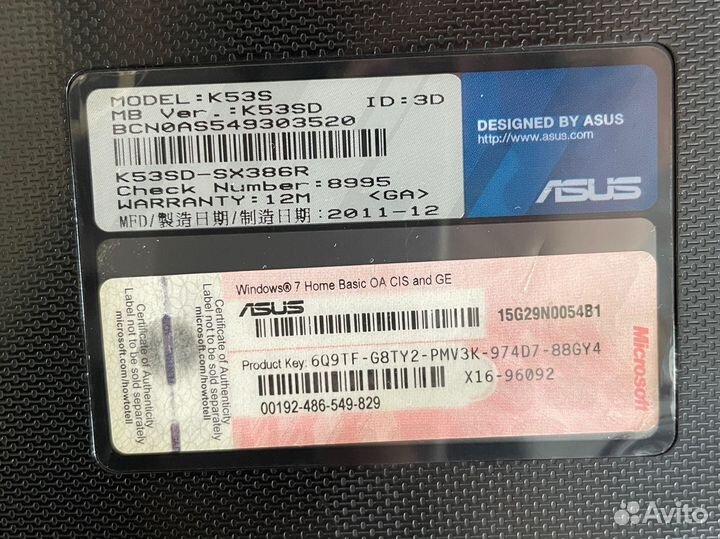 MODEL:K53S ID:3D
MB Ver.:K53SD
BCN0AS549303520
K53SD-SX386R
Check Number:8995
WARRANTY:12M <GA>
MFD/製造日期/制造日期:2011-12
DESIGNED BY ASUS
http://www.asus.com
ASUS
Certificate of Authenticity
Label not to be sold separately
microsoft.com/howtotell
Certificate of Authenticity
Label not to be sold separately
microsoft.com/howtotell
Windows® 7 Home Basic OA CIS and GE
ASUS
15G29N0054B1
Product Key: 6Q9TF-G8TY2-PMV3K-974D7-88GY4
X16-96092
00192-486-549-829
Microsoft
Avito